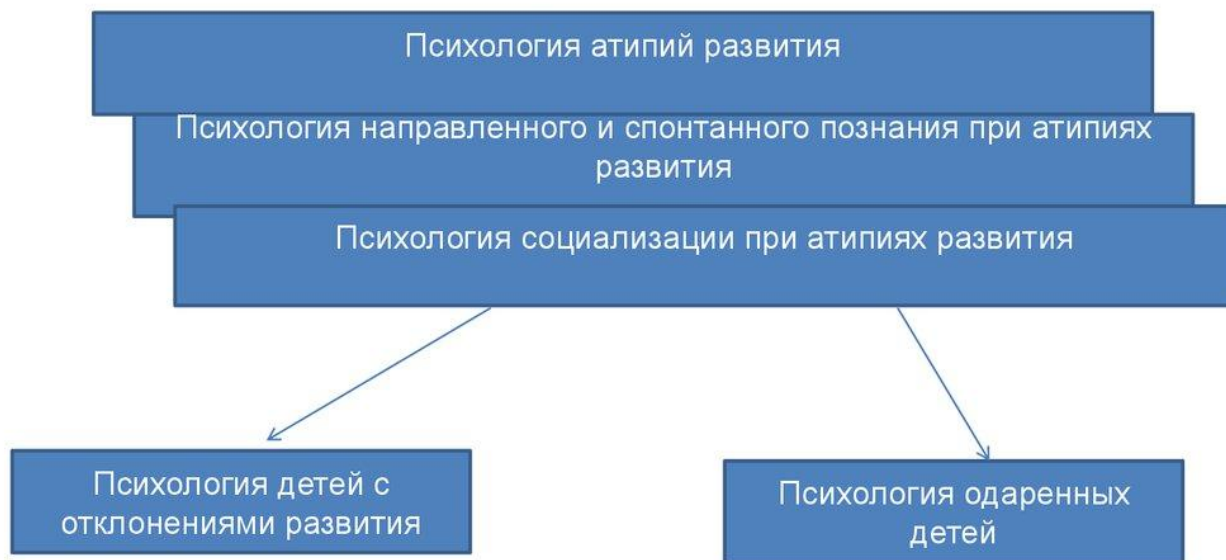 Психология атипий развития
Психология направленного и спонтанного познания при атипиях
развития
Психология социализации при атипиях развития
Психология детей с
отклонениями развития
Психология одаренных
детей